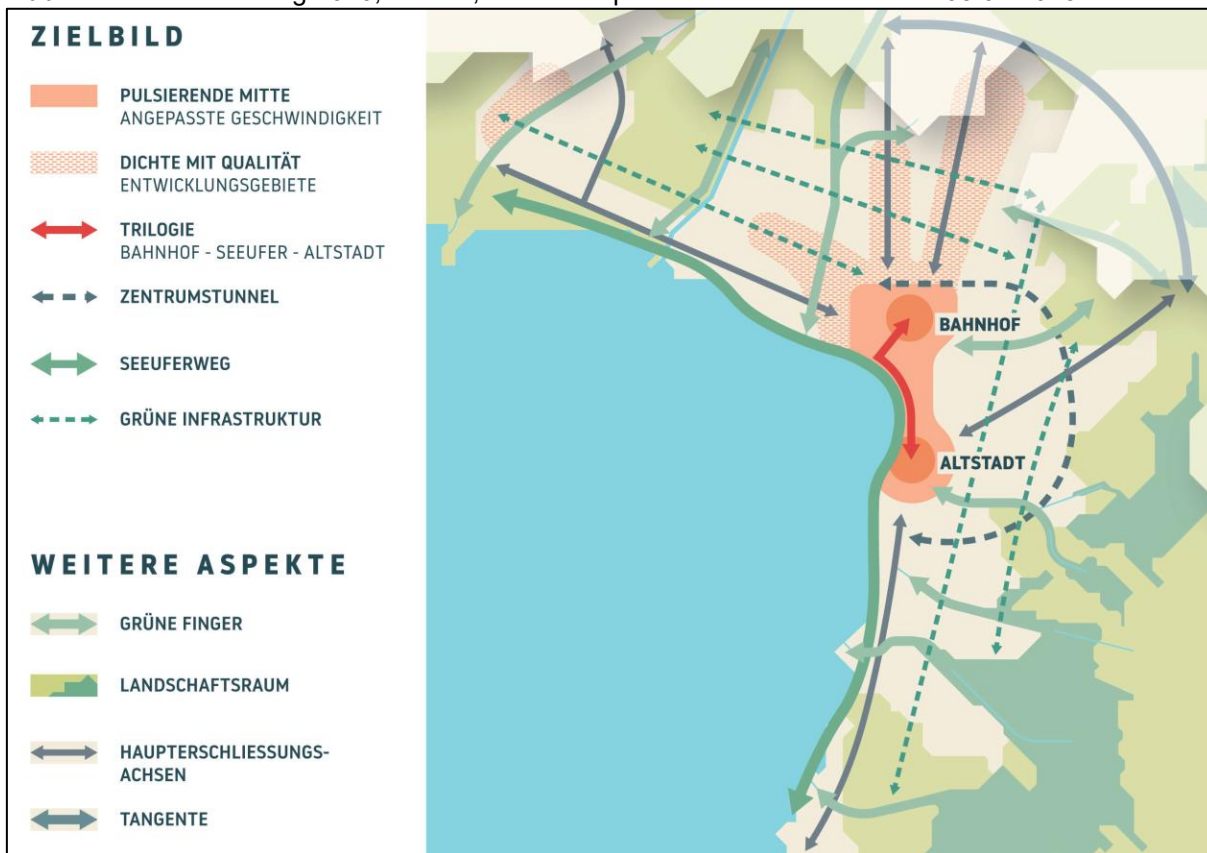 ZIELBILD
PULSIERENDE MITTE
ANGEPASSTE GESCHWINDIGKEIT
DICHTE MIT QUALITÄT
ENTWICKLUNGSGEBIETE
TRILOGIE
BAHNHOF - SEEUFER - ALTSTADT
ZENTRUMSTUNNEL
SEEUFERWEG
GRÜNE INFRASTRUKTUR
WEITERE ASPEKTE
GRÜNE FINGER
LANDSCHAFTSRAUM
HAUPTERSCHLIESSUNGS-
ACHSEN
TANGENTE
BAHNHOF
ALTSTADT